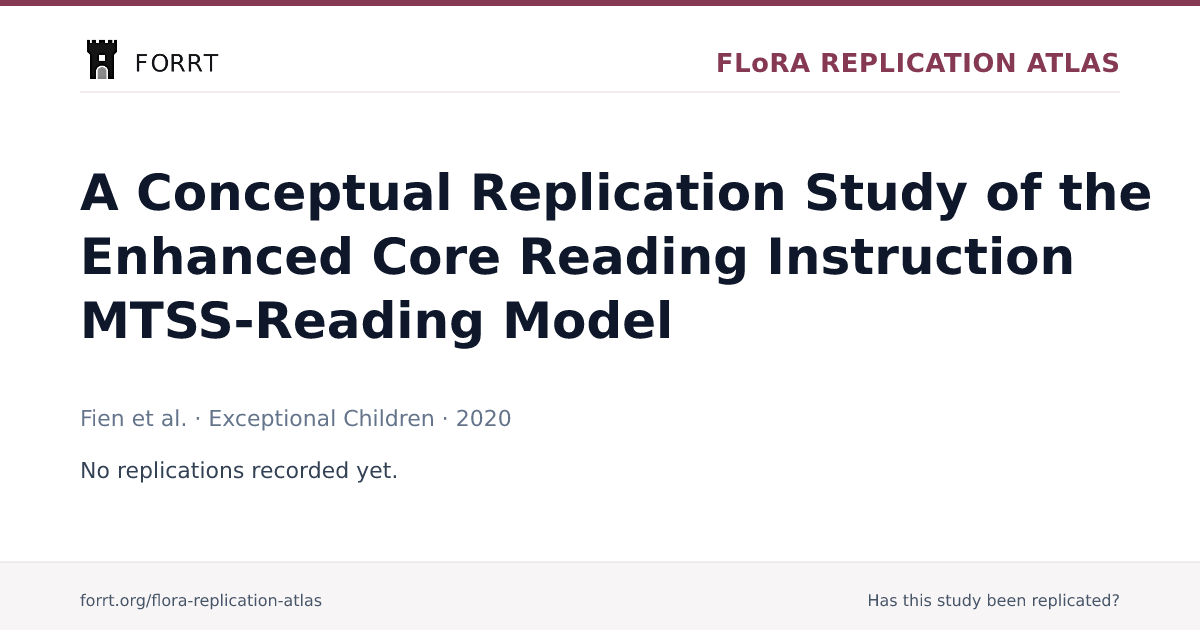 FORRT
FLoRA REPLICATION ATLAS
A Conceptual Replication Study of the
Enhanced Core Reading Instruction
MTSS-Reading Model
Fien et al. · Exceptional Children · 2020
No replications recorded yet.
forrt.org/flora-replication-atlas
Has this study been replicated?